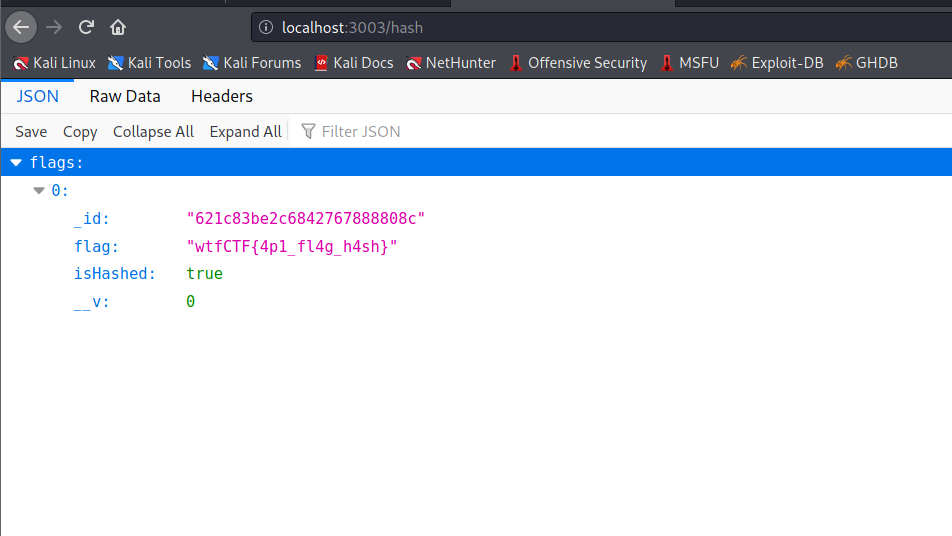 localhost:3003/hash
Kali Linux Kali Tools Kali Forums Kali Docs NetHunter Offensive Security MSFU Exploit-DB GHDB
JSON Raw Data Headers
Save Copy Collapse All Expand All Filter JSON
flags:
0:
_id: "621c83be2c6842767888808c"
flag: "wtfCTF{4p1_fl4g_h4sh}"
isHashed: true
__v: 0